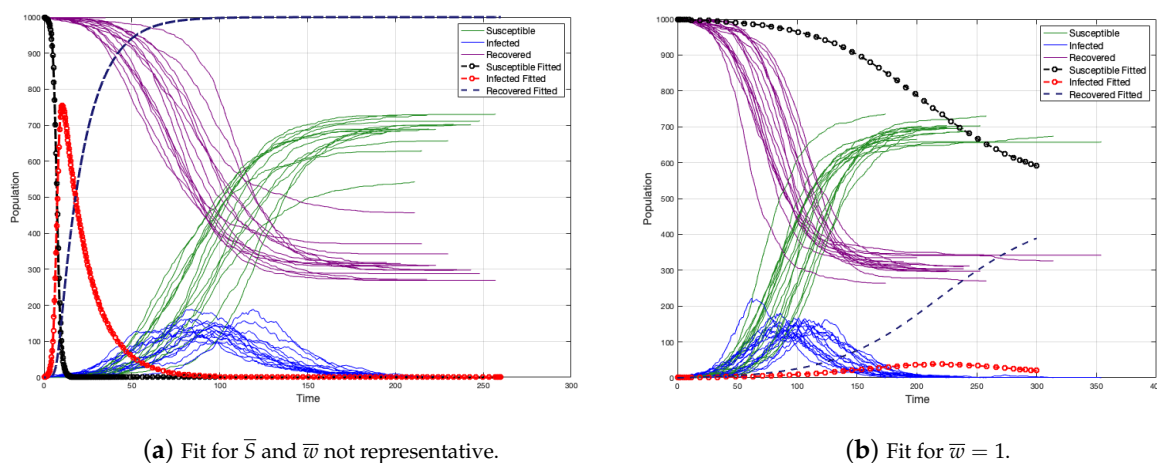 1000
900
800
700
600
500
400
300
200
100
0
Population
0 50 100 150 200 250 300
Time
Susceptible
Infected
Recovered
Susceptible Fitted
Infected Fitted
Recovered Fitted
(a) Fit for S̅ and w̅ not representative.
1000
900
800
700
600
500
400
300
200
100
0
Population
0 50 100 150 200 250 300 350 400
Time
Susceptible
Infected
Recovered
Susceptible Fitted
Infected Fitted
Recovered Fitted
(b) Fit for w̅ = 1.